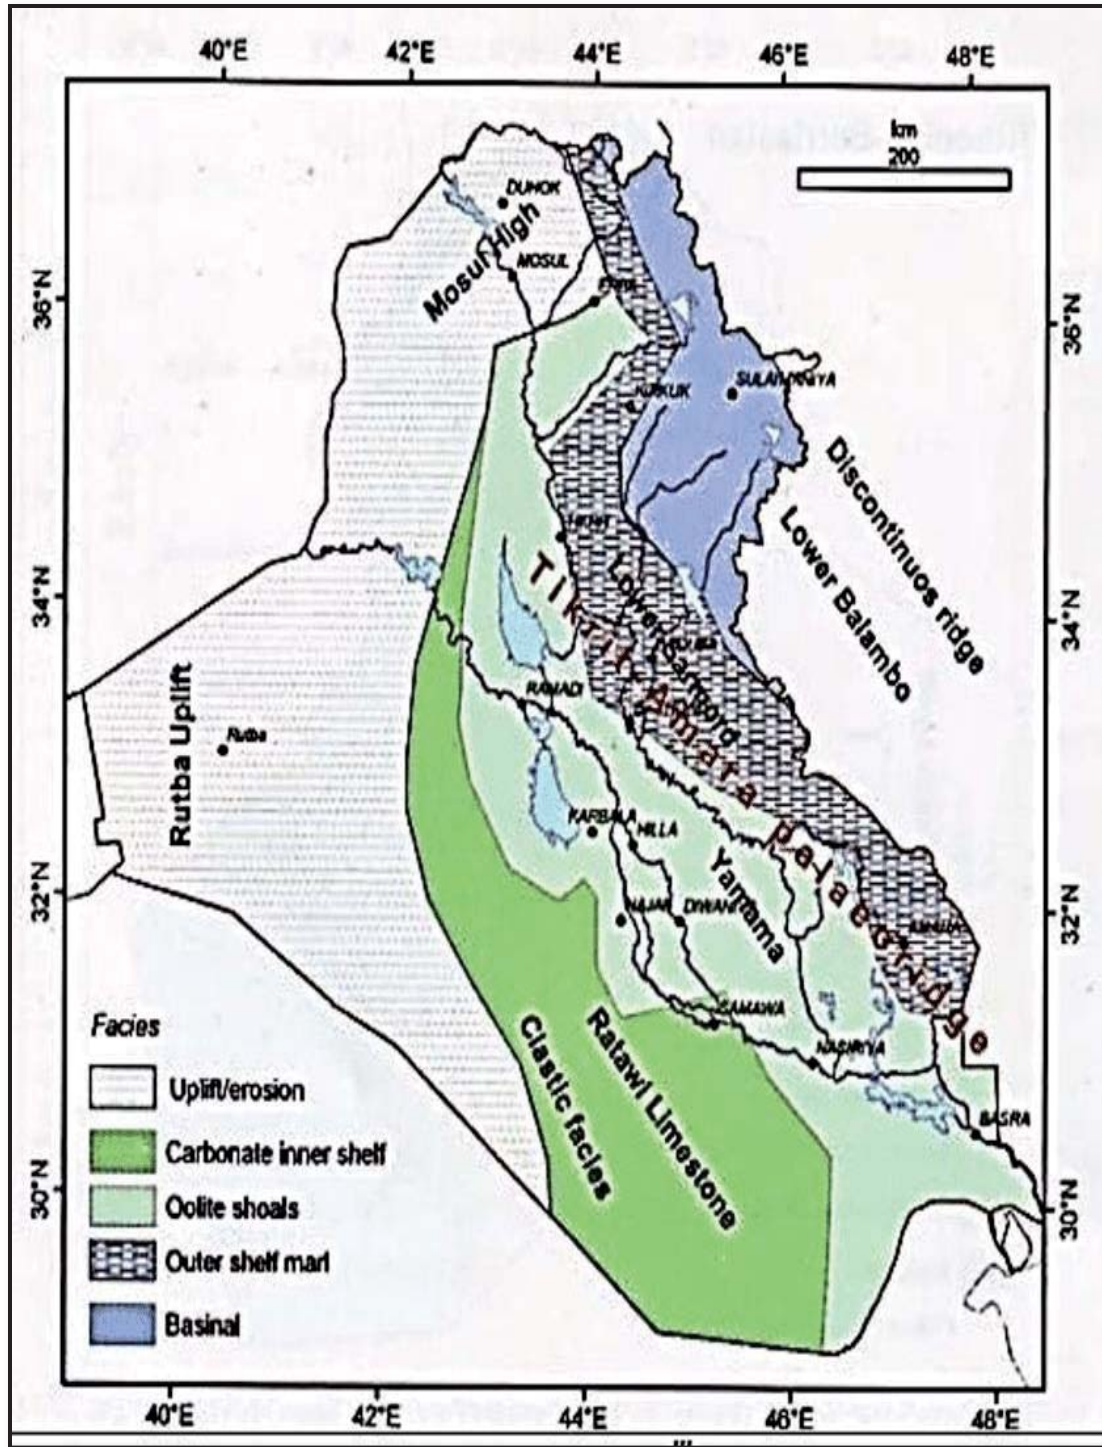 40°E 42°E 44°E 46°E 48°E
km
200
DUHOK
Mosul High
MOSUL
36°N
36°N
SULAIMANIYA
Discontinuos ridge
Lower Balambo
34°N
34°N
Tikrit-Amara palaeoridge
Lower Sarmord
RAMADI
Rutba Uplift
Rutba
KARBALA
HILLA
Yamama
32°N
32°N
NAJAF
DIWANI
SAMAWA
NASIRIYA
BASRA
Ratawi Limestone
Clastic facies
30°N
30°N
Facies
Uplift/erosion
Carbonate inner shelf
Oolite shoals
Outer shelf marl
Basinal
40°E 42°E 44°E 46°E 48°E